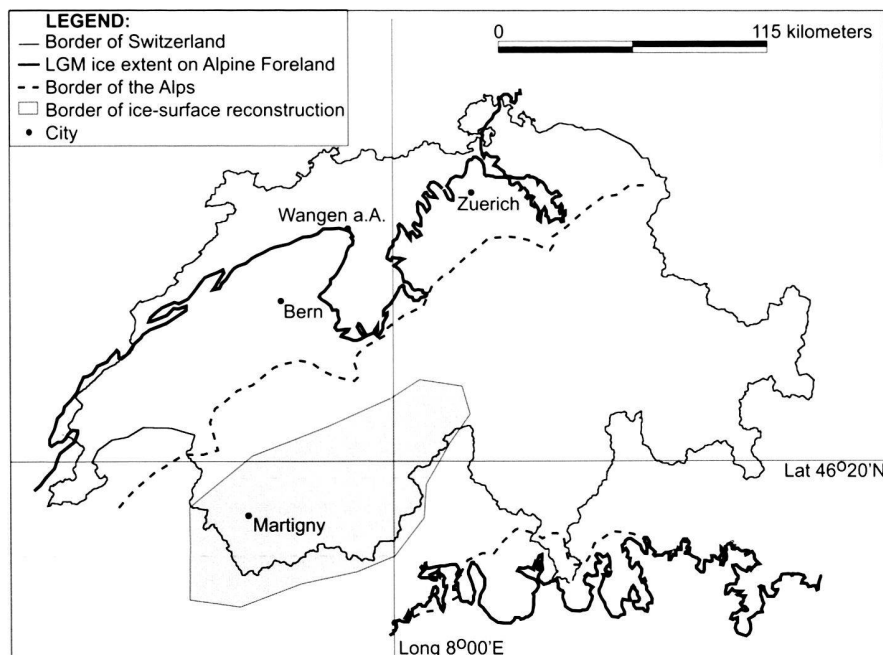 LEGEND:
Border of Switzerland
LGM ice extent on Alpine Foreland
Border of the Alps
Border of ice-surface reconstruction
City
0 115 kilometers
Zuerich
Wangen a.A.
Bern
Lat 46°20'N
Martigny
Long 8°00'E